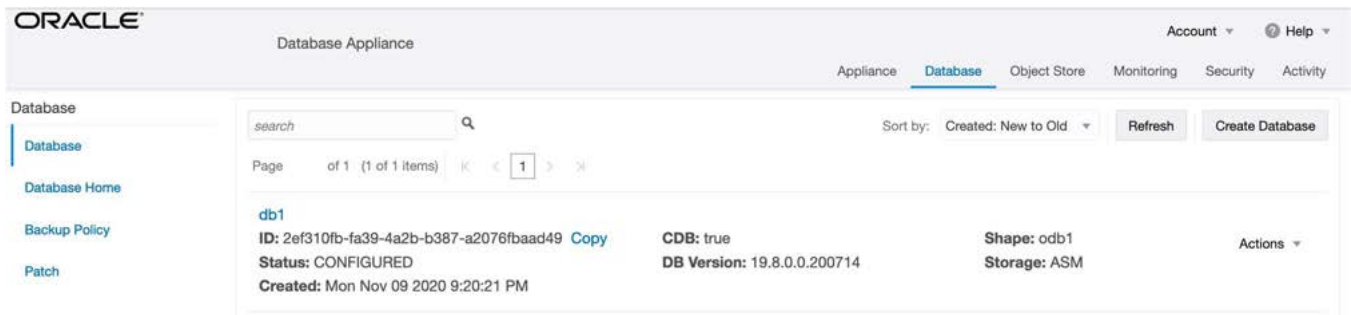 ORACLE
Database Appliance
Account
Help
Appliance Database Object Store Monitoring Security Activity
Database
Database
Database Home
Backup Policy
Patch
search
Sort by: Created: New to Old
Refresh
Create Database
Page of 1 (1 of 1 items) 1
db1
ID: 2ef310fb-fa39-4a2b-b387-a2076fbaad49 Copy
Status: CONFIGURED
Created: Mon Nov 09 2020 9:20:21 PM
CDB: true
DB Version: 19.8.0.0.200714
Shape: odb1
Storage: ASM
Actions